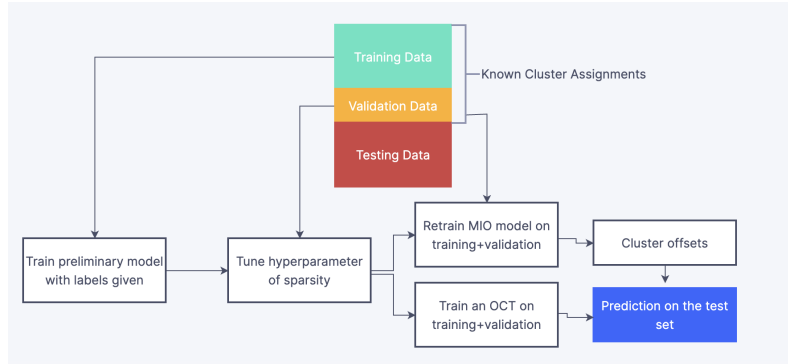 Training Data
Known Cluster Assignments
Validation Data
Testing Data
Train preliminary model
with labels given
Tune hyperparameter
of sparsity
Retrain MIO model on
training+validation
Cluster offsets
Train an OCT on
training+validation
Prediction on the test
set